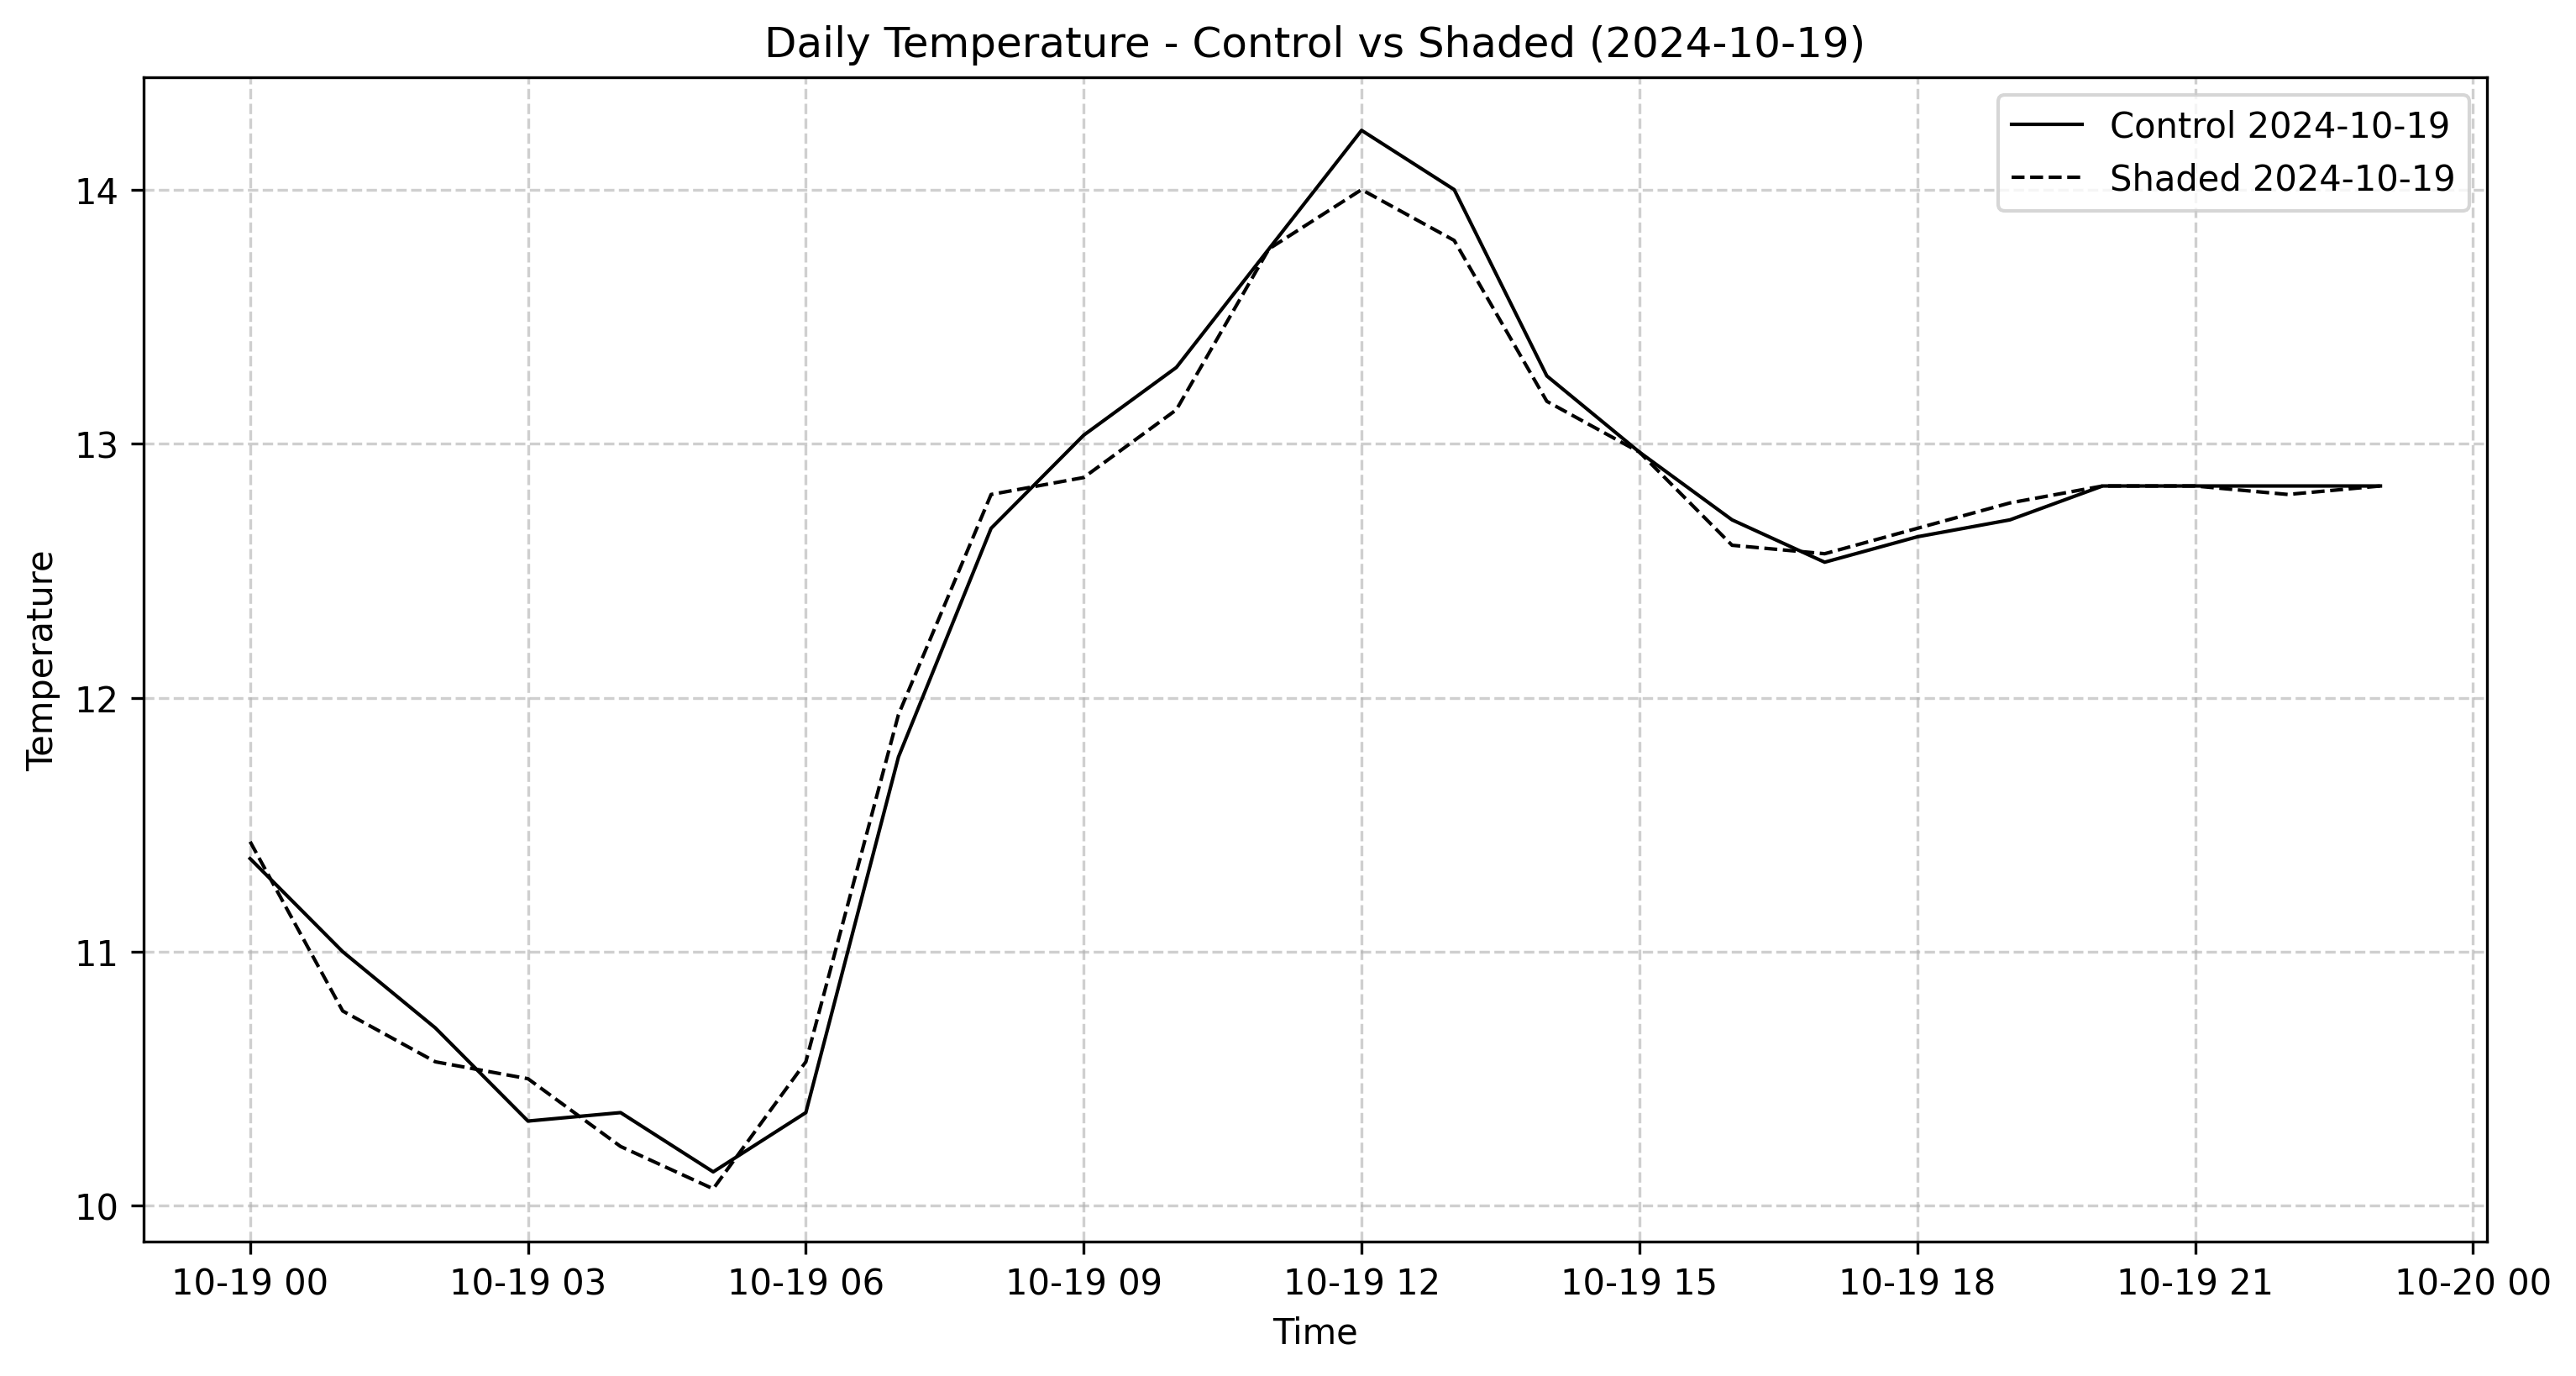 Daily Temperature - Control vs Shaded (2024-10-19)
Control 2024-10-19
Shaded 2024-10-19
Temperature
14
13
12
11
10
10-19 00 10-19 03 10-19 06 10-19 09 10-19 12 10-19 15 10-19 18 10-19 21 10-20 00
Time